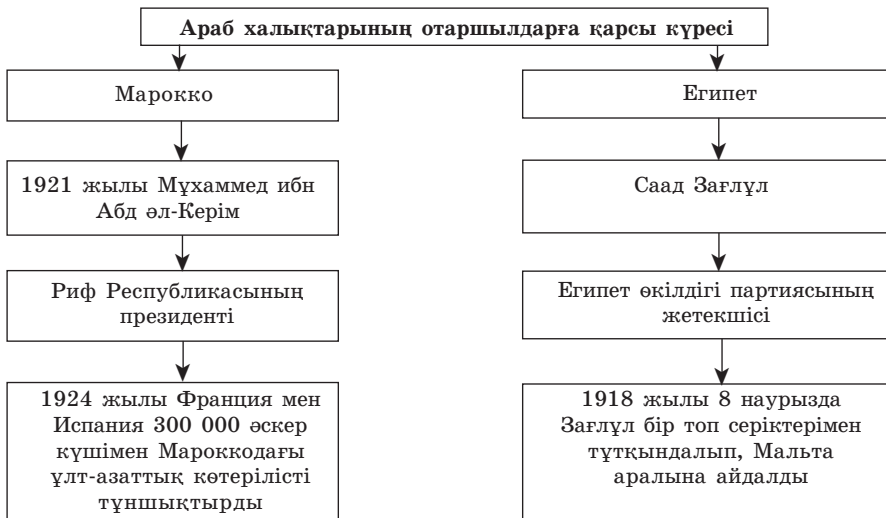 Араб халықтарының отаршылдарға қарсы күресі
Марокко
1921 жылы Мұхаммед ибн
Абд әл-Керім
Риф Республикасының
президенті
1924 жылы Франция мен
Испания 300 000 әскер
күшімен Мароккодағы
ұлт-азаттық көтерілісті
тұншықтырды
Египет
Саад Зағлұл
Египет өкілдігі партиясының
жетекшісі
1918 жылы 8 наурызда
Зағлұл бір топ серіктерімен
тұтқындалып, Мальта
аралына айдалды